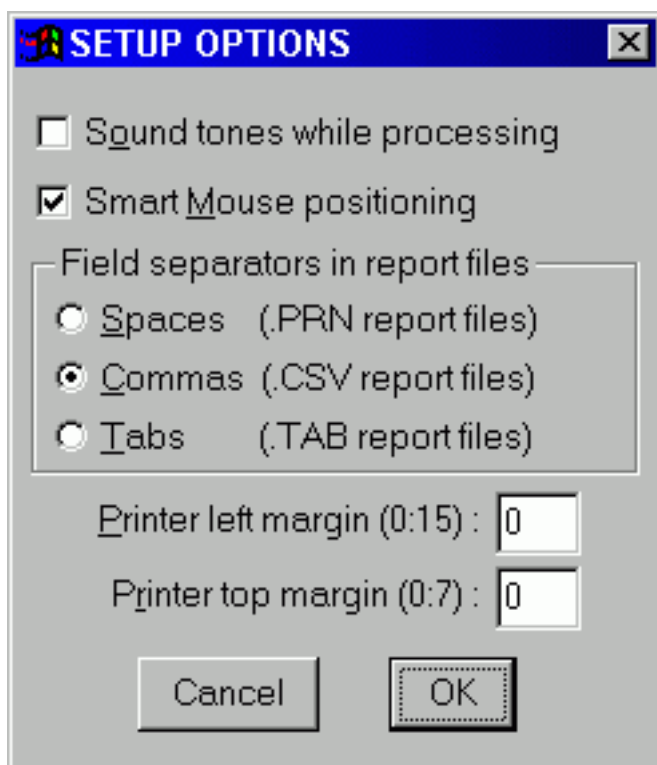 SETUP OPTIONS
Sound tones while processing
Smart Mouse positioning
Field separators in report files
Spaces (.PRN report files)
Commas (.CSV report files)
Tabs (.TAB report files)
Printer left margin (0:15) : 0
Printer top margin (0:7) : 0
Cancel OK